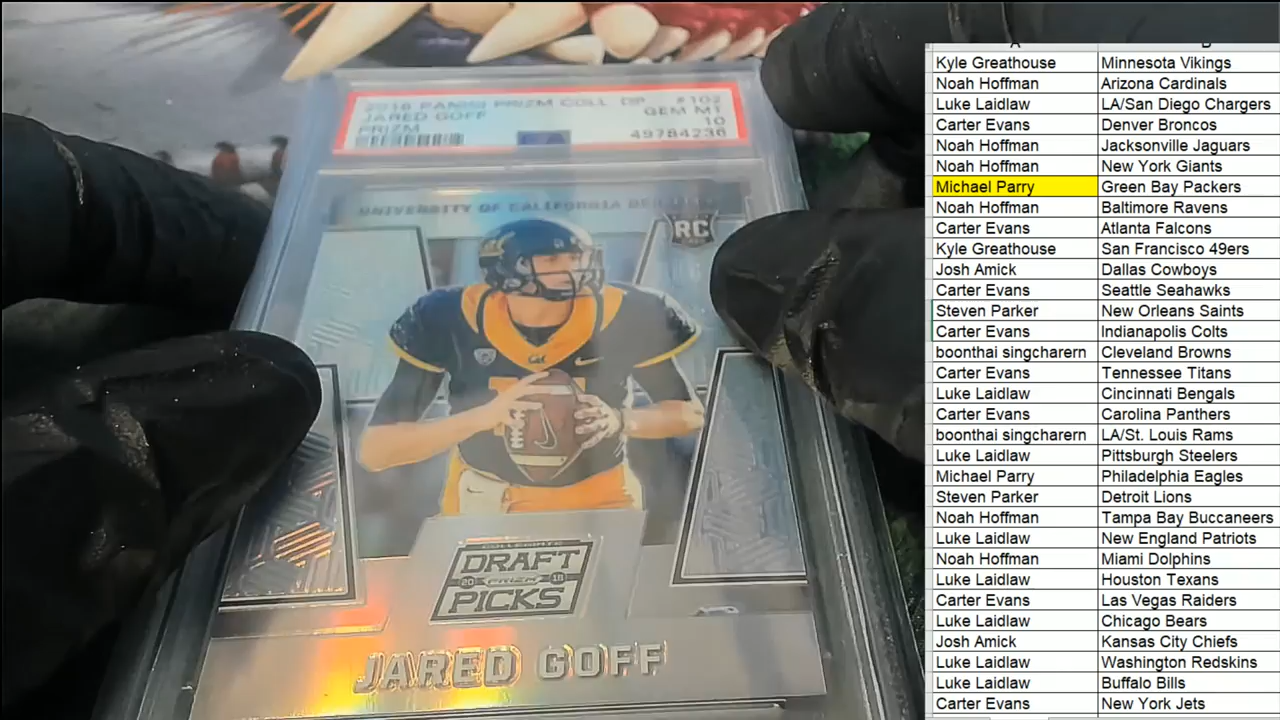 2016 PANINI PRIZM COLL DP #102
JARED GOFF GEM MT
PRIZM 10
49784236
UNIVERSITY OF CALIFORNIA
RC
Cal
COLLEGIATE
DRAFT
20 PRIZM 16
PICKS
JARED GOFF
A B
Kyle Greathouse Minnesota Vikings
Noah Hoffman Arizona Cardinals
Luke Laidlaw LA/San Diego Chargers
Carter Evans Denver Broncos
Noah Hoffman Jacksonville Jaguars
Noah Hoffman New York Giants
Michael Parry Green Bay Packers
Noah Hoffman Baltimore Ravens
Carter Evans Atlanta Falcons
Kyle Greathouse San Francisco 49ers
Josh Amick Dallas Cowboys
Carter Evans Seattle Seahawks
Steven Parker New Orleans Saints
Carter Evans Indianapolis Colts
boonthai singcharern Cleveland Browns
Carter Evans Tennessee Titans
Luke Laidlaw Cincinnati Bengals
Carter Evans Carolina Panthers
boonthai singcharern LA/St. Louis Rams
Luke Laidlaw Pittsburgh Steelers
Michael Parry Philadelphia Eagles
Steven Parker Detroit Lions
Noah Hoffman Tampa Bay Buccaneers
Luke Laidlaw New England Patriots
Noah Hoffman Miami Dolphins
Luke Laidlaw Houston Texans
Carter Evans Las Vegas Raiders
Luke Laidlaw Chicago Bears
Josh Amick Kansas City Chiefs
Luke Laidlaw Washington Redskins
Luke Laidlaw Buffalo Bills
Carter Evans New York Jets